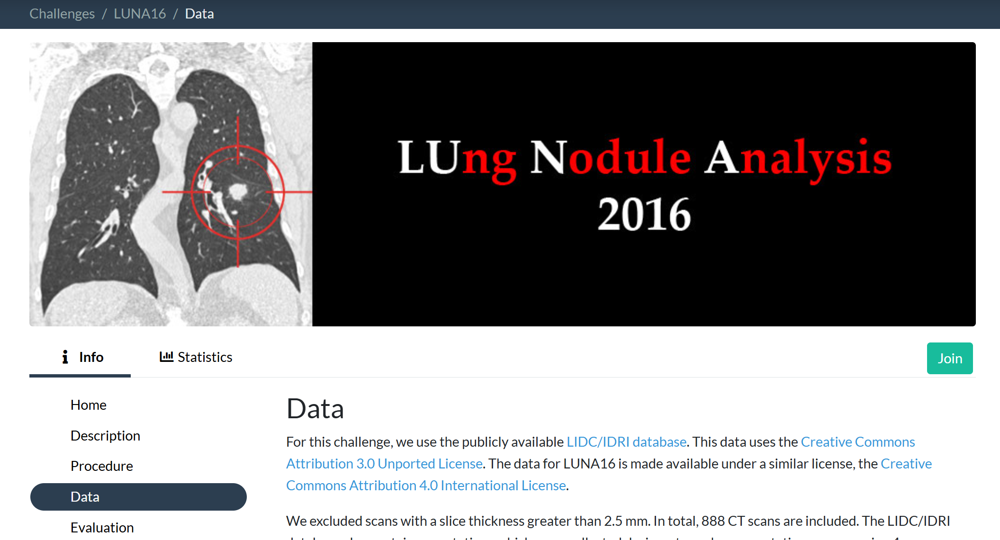 Challenges / LUNA16 / Data
LUng Nodule Analysis
2016
Info
Statistics
Join
Home
Description
Procedure
Data
Evaluation
Data
For this challenge, we use the publicly available LIDC/IDRI database. This data uses the Creative Commons
Attribution 3.0 Unported License. The data for LUNA16 is made available under a similar license, the Creative
Commons Attribution 4.0 International License.
We excluded scans with a slice thickness greater than 2.5 mm. In total, 888 CT scans are included. The LIDC/IDRI